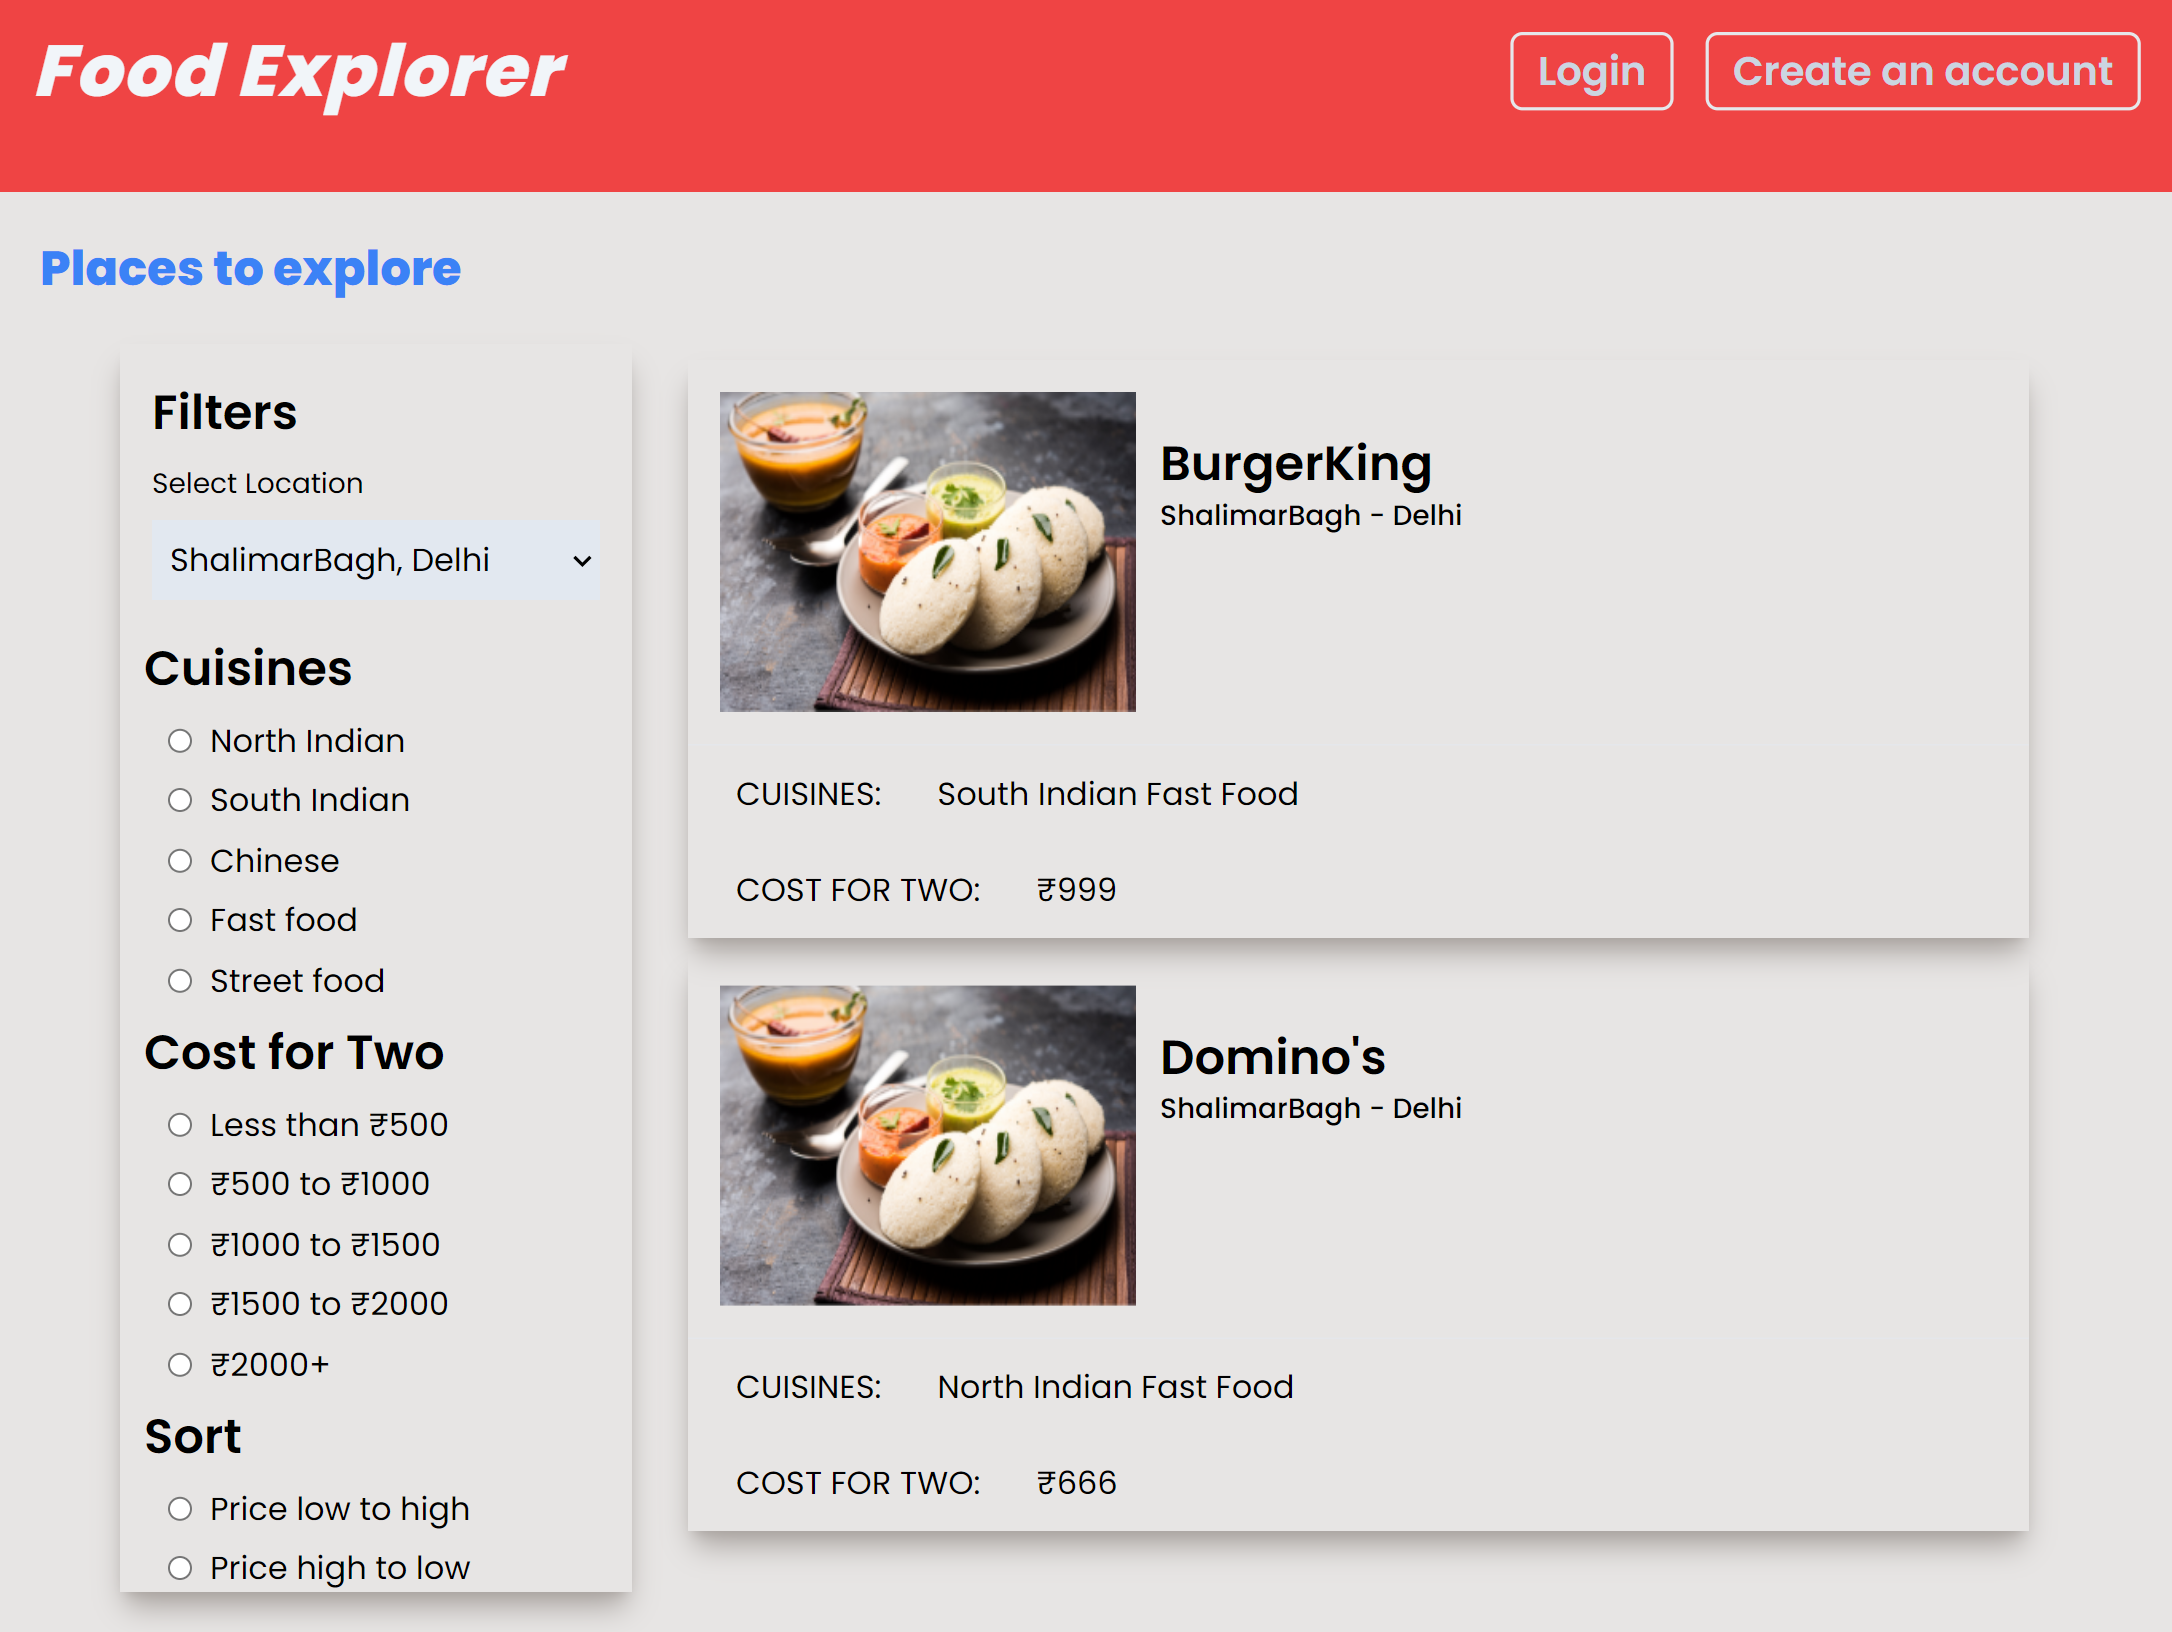 Food Explorer
Login
Create an account
Places to explore
Filters
Select Location
ShalimarBagh, Delhi
Cuisines
North Indian
South Indian
Chinese
Fast food
Street food
Cost for Two
Less than ₹500
₹500 to ₹1000
₹1000 to ₹1500
₹1500 to ₹2000
₹2000+
Sort
Price low to high
Price high to low
BurgerKing
ShalimarBagh - Delhi
CUISINES: South Indian Fast Food
COST FOR TWO: ₹999
Domino's
ShalimarBagh - Delhi
CUISINES: North Indian Fast Food
COST FOR TWO: ₹666